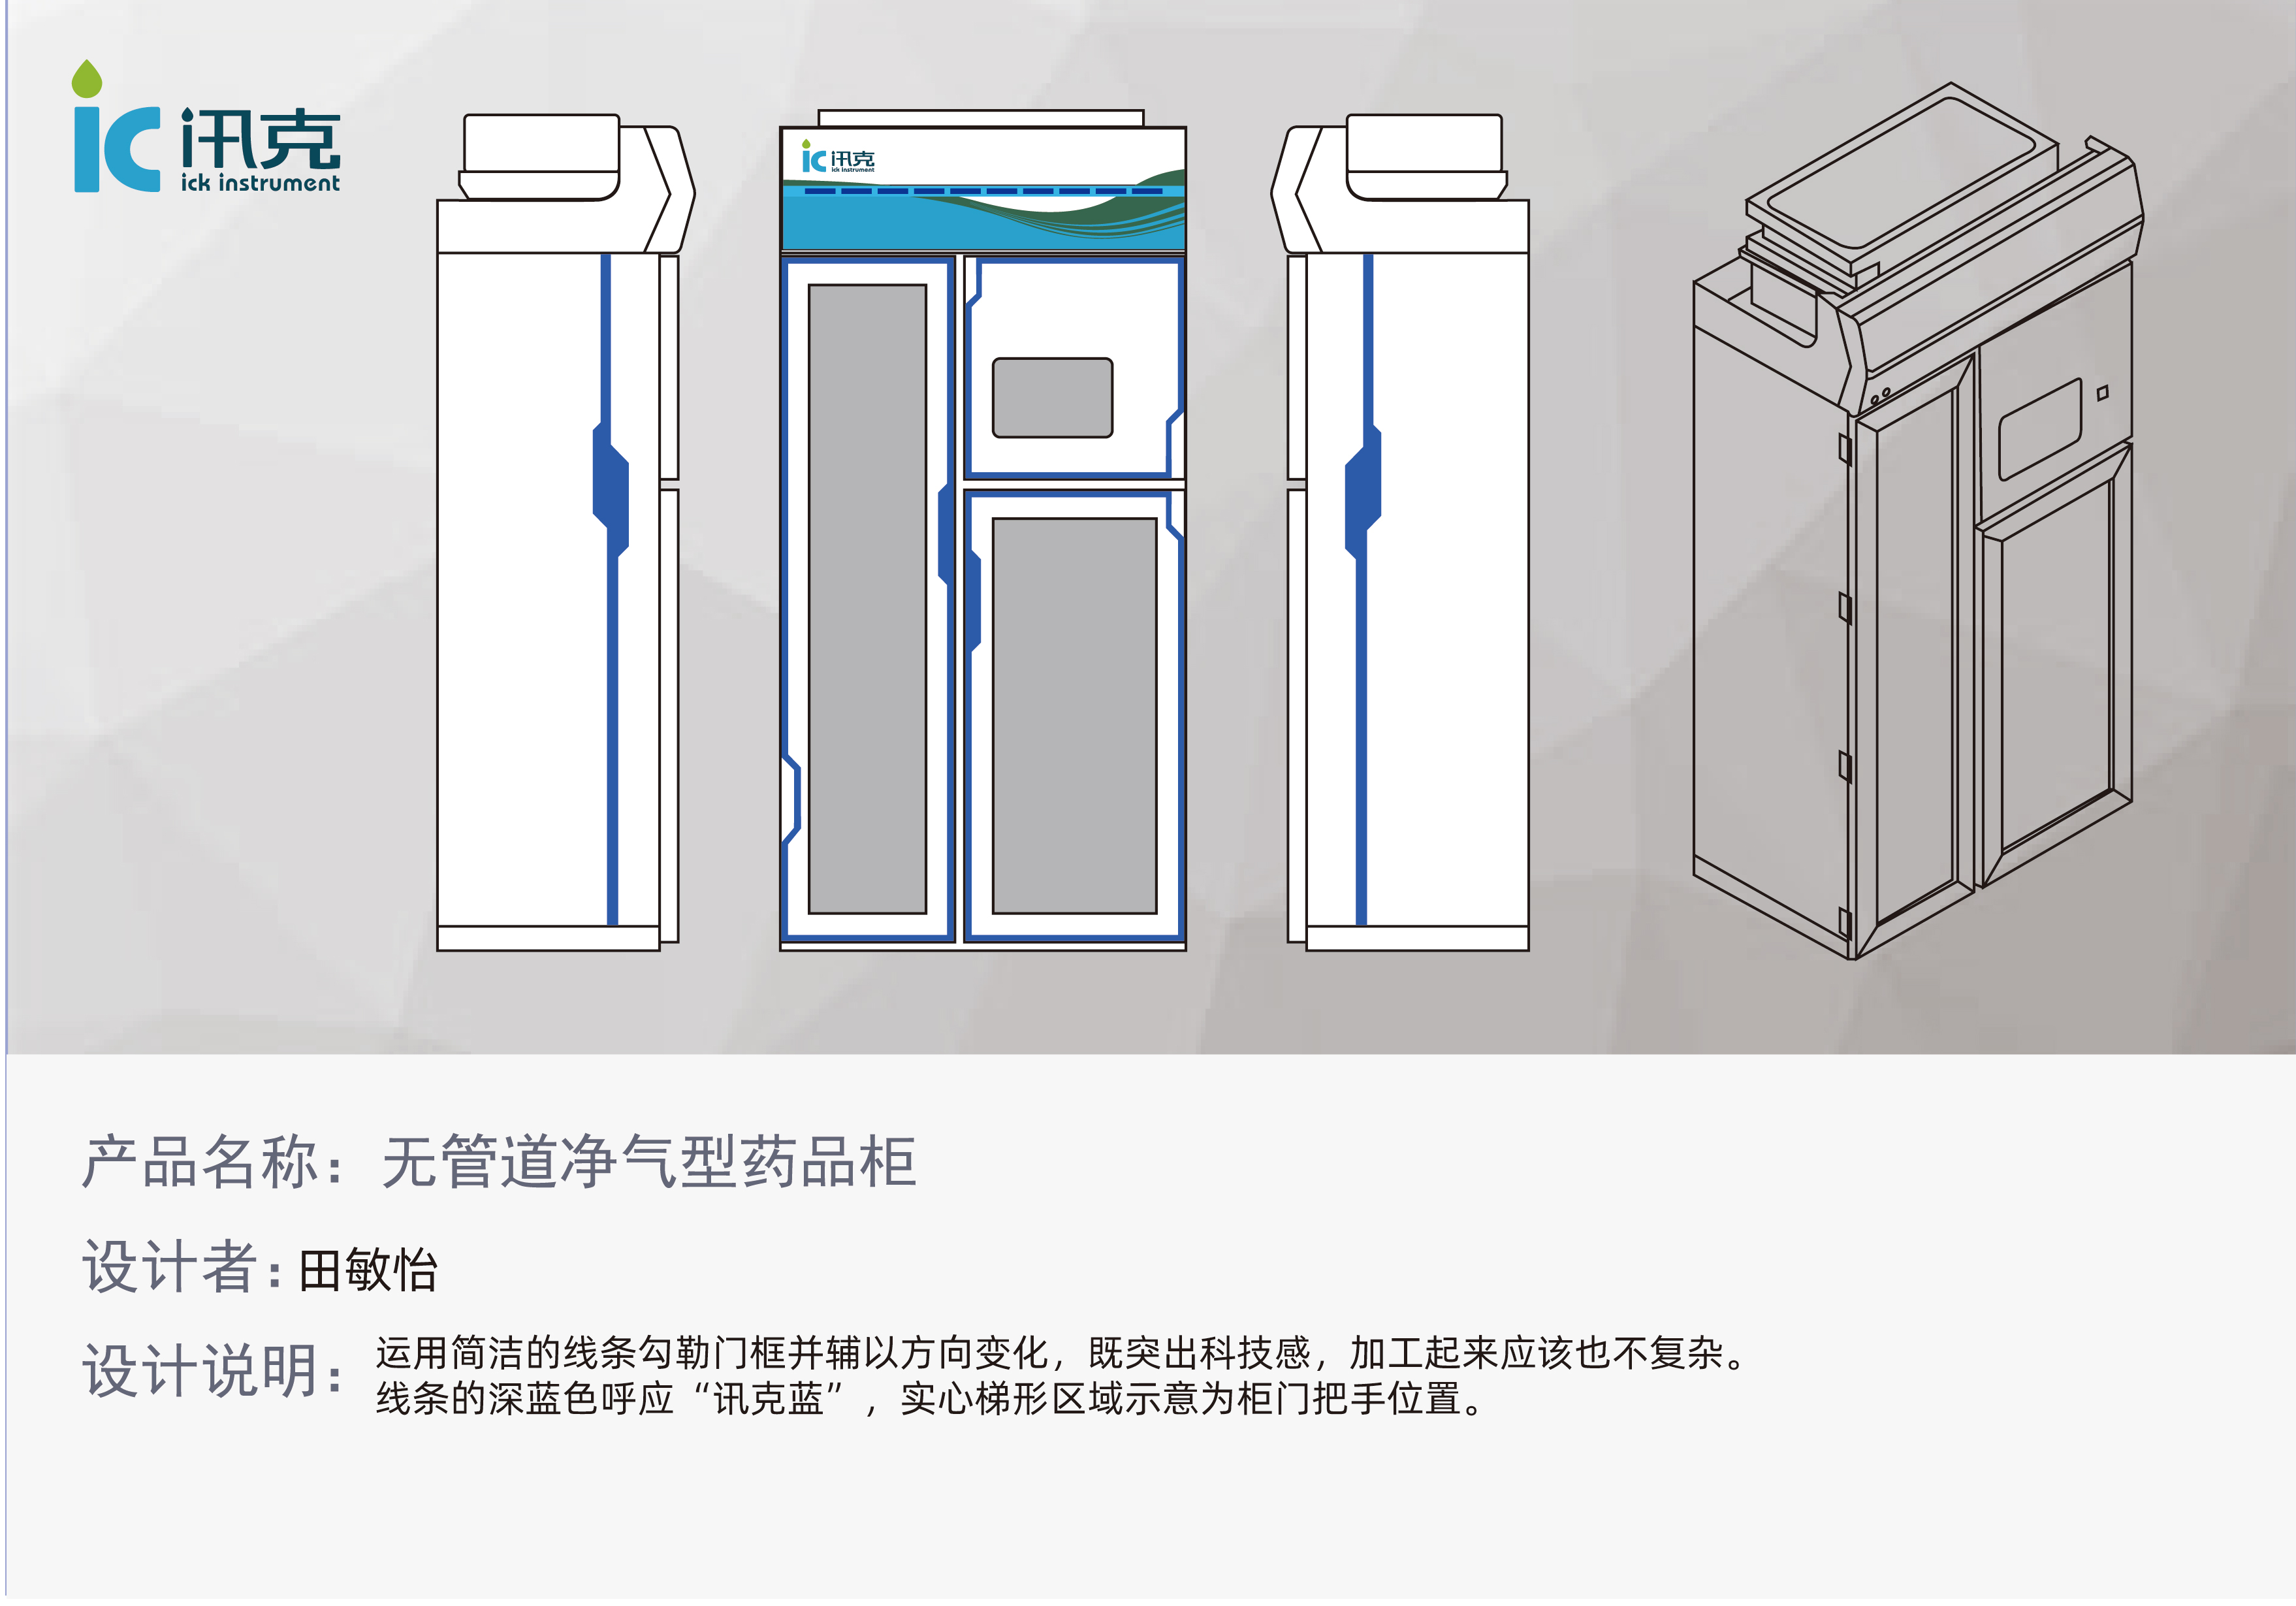 ic 讯克
ick instrument
ic 讯克
ick instrument
产品名称：无管道净气型药品柜
设计者：田敏怡
设计说明：运用简洁的线条勾勒门框并辅以方向变化，既突出科技感，加工起来应该也不复杂。
线条的深蓝色呼应“讯克蓝”，实心梯形区域示意为柜门把手位置。